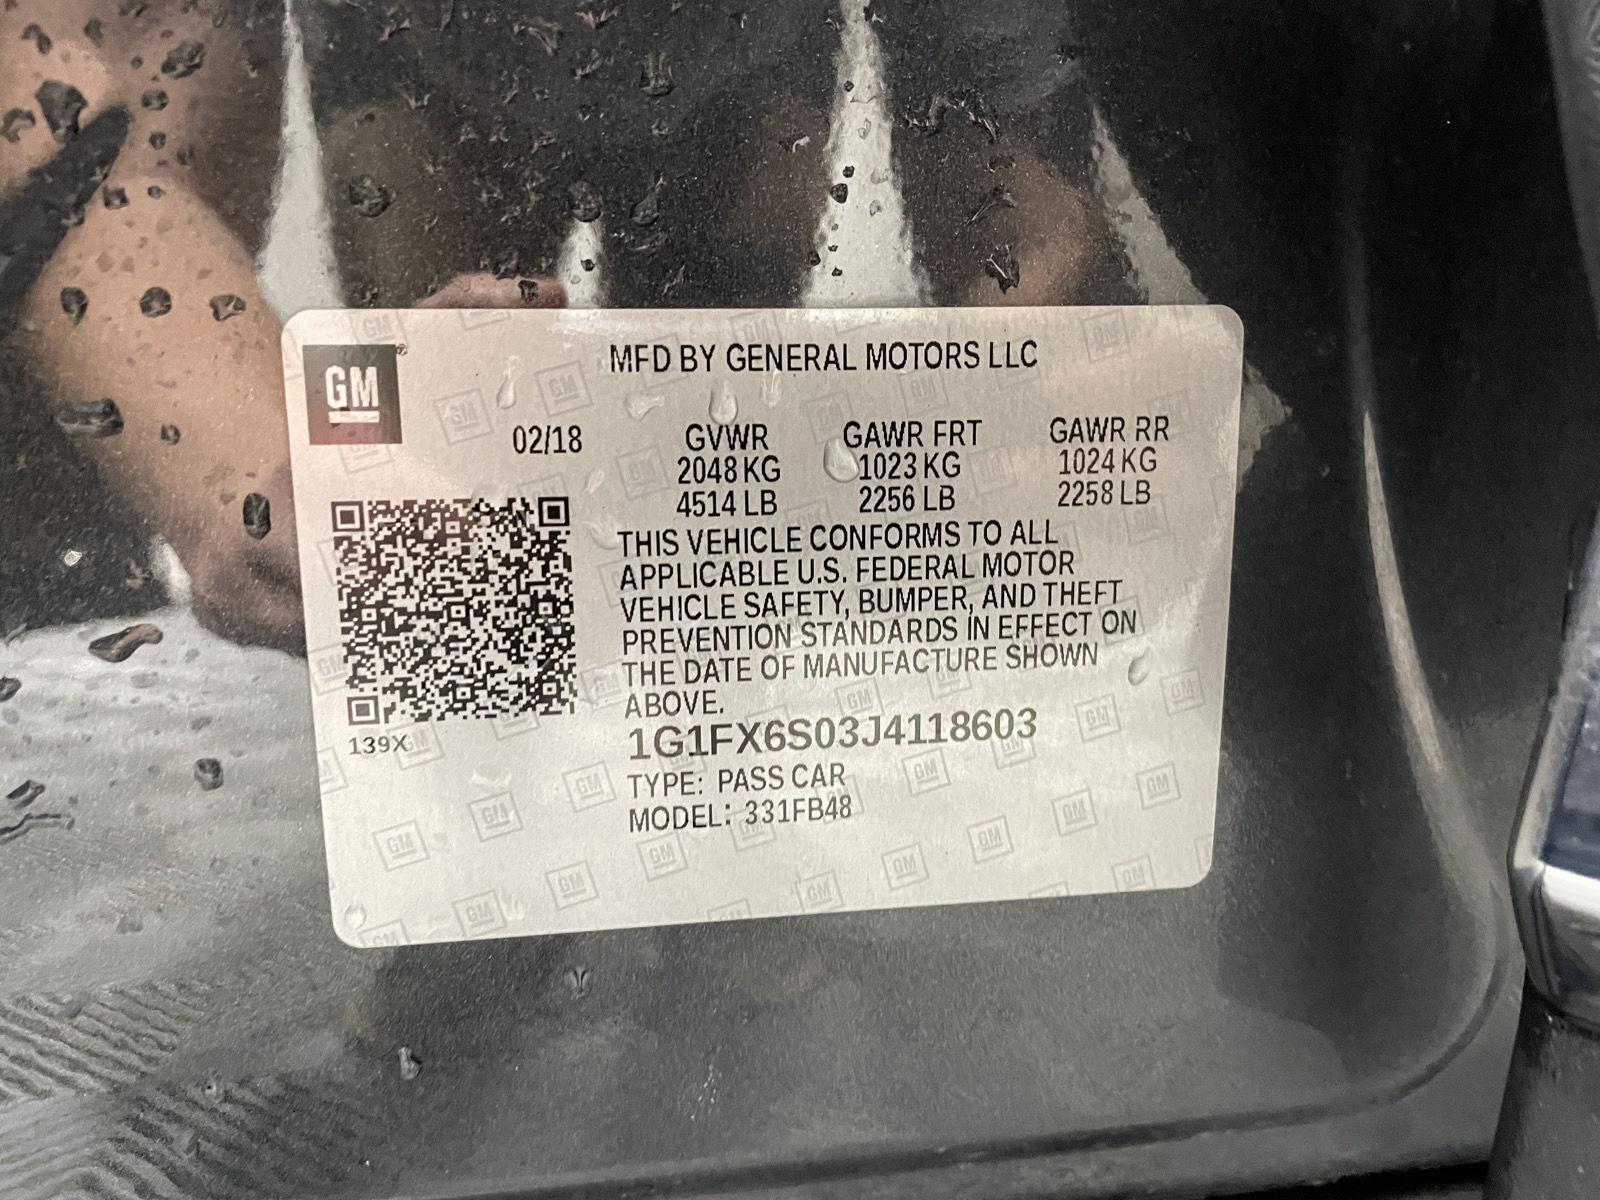 GM
MFD BY GENERAL MOTORS LLC
02/18 GVWR GAWR FRT GAWR RR
2048 KG 1023 KG 1024 KG
4514 LB 2256 LB 2258 LB
THIS VEHICLE CONFORMS TO ALL
APPLICABLE U.S. FEDERAL MOTOR
VEHICLE SAFETY, BUMPER, AND THEFT
PREVENTION STANDARDS IN EFFECT ON
THE DATE OF MANUFACTURE SHOWN
ABOVE.
139X
1G1FX6S03J4118603
TYPE: PASS CAR
MODEL: 331FB48